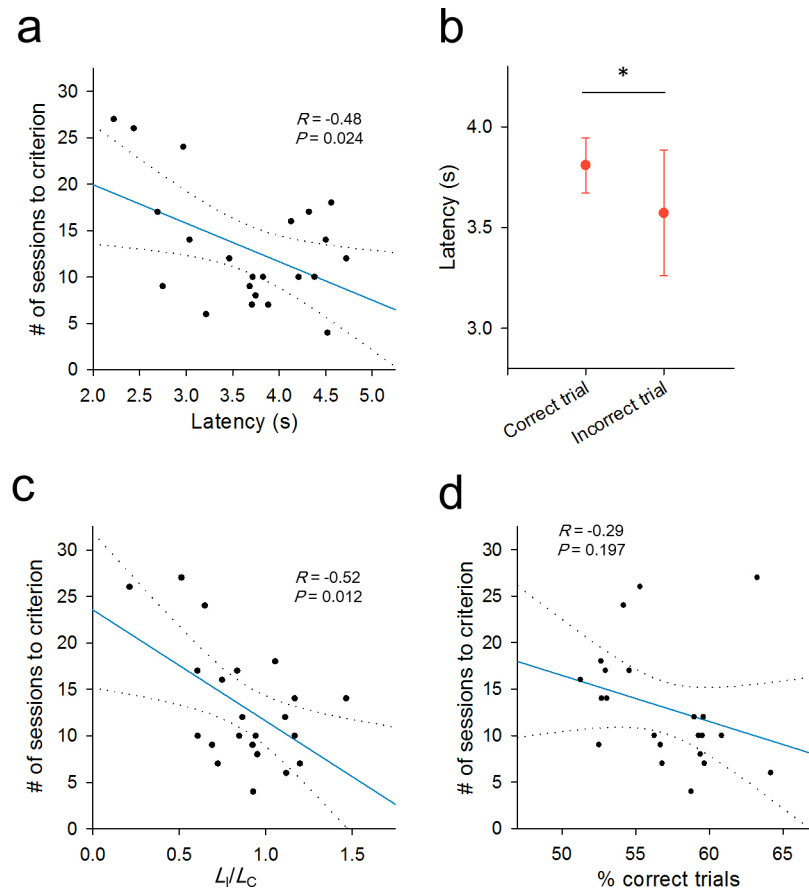 a
# of sessions to criterion
30
25
20
15
10
5
0
R = -0.48
P = 0.024
2.0 2.5 3.0 3.5 4.0 4.5 5.0
Latency (s)
b
Latency (s)
4.0
3.5
3.0
*
Correct trial
Incorrect trial
c
# of sessions to criterion
30
25
20
15
10
5
0
R = -0.52
P = 0.012
0.0 0.5 1.0 1.5
LI/LC
d
# of sessions to criterion
30
25
20
15
10
5
0
R = -0.29
P = 0.197
50 55 60 65
% correct trials